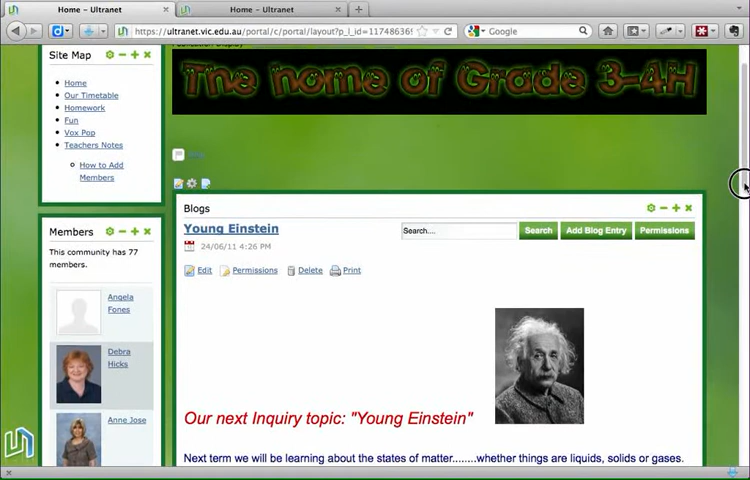 Home – Ultranet
Home – Ultranet
https://ultranet.vic.edu.au/portal/c/portal/layout?p_l_id=11748636
Google
Site Map
Home
Our Timetable
Homework
Fun
Vox Pop
Teachers Notes
How to Add
Members
Members
This community has 77
members.
Angela
Fones
Debra
Hicks
Anne Jose
The home of Grade 3-4H
Blogs
Young Einstein
Search....
Search
Add Blog Entry
Permissions
24/06/11 4:26 PM
Edit
Permissions
Delete
Print
Our next Inquiry topic: "Young Einstein"
Next term we will be learning about the states of matter........whether things are liquids, solids or gases.